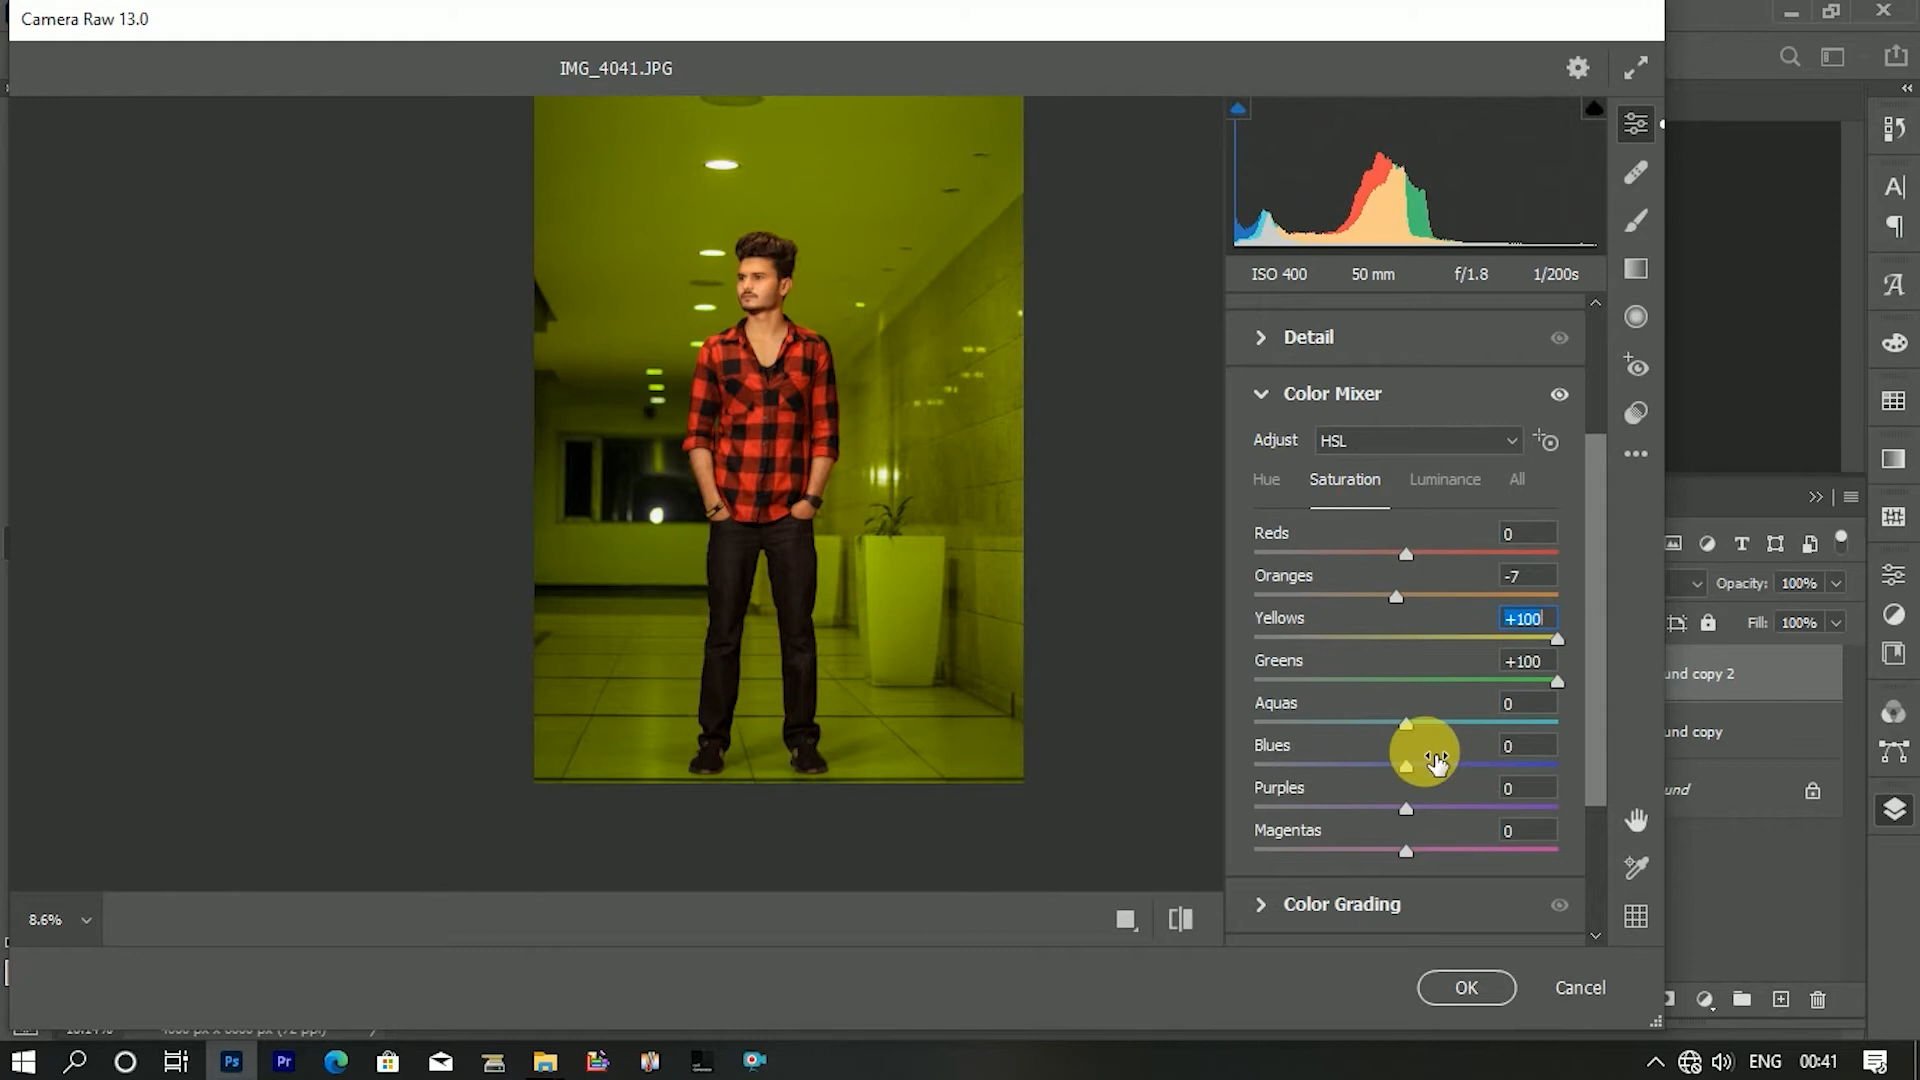 Camera Raw 13.0
IMG_4041.JPG
ISO 400 50 mm f/1.8 1/200s
Detail
Color Mixer
Adjust HSL
Hue Saturation Luminance All
Reds 0
Oranges -7
Yellows +100
Greens +100
Aquas 0
Blues 0
Purples 0
Magentas 0
Color Grading
8.6%
OK Cancel
Opacity: 100%
Fill: 100%
und copy 2
und copy
und
Ps Pr
ENG 00:41